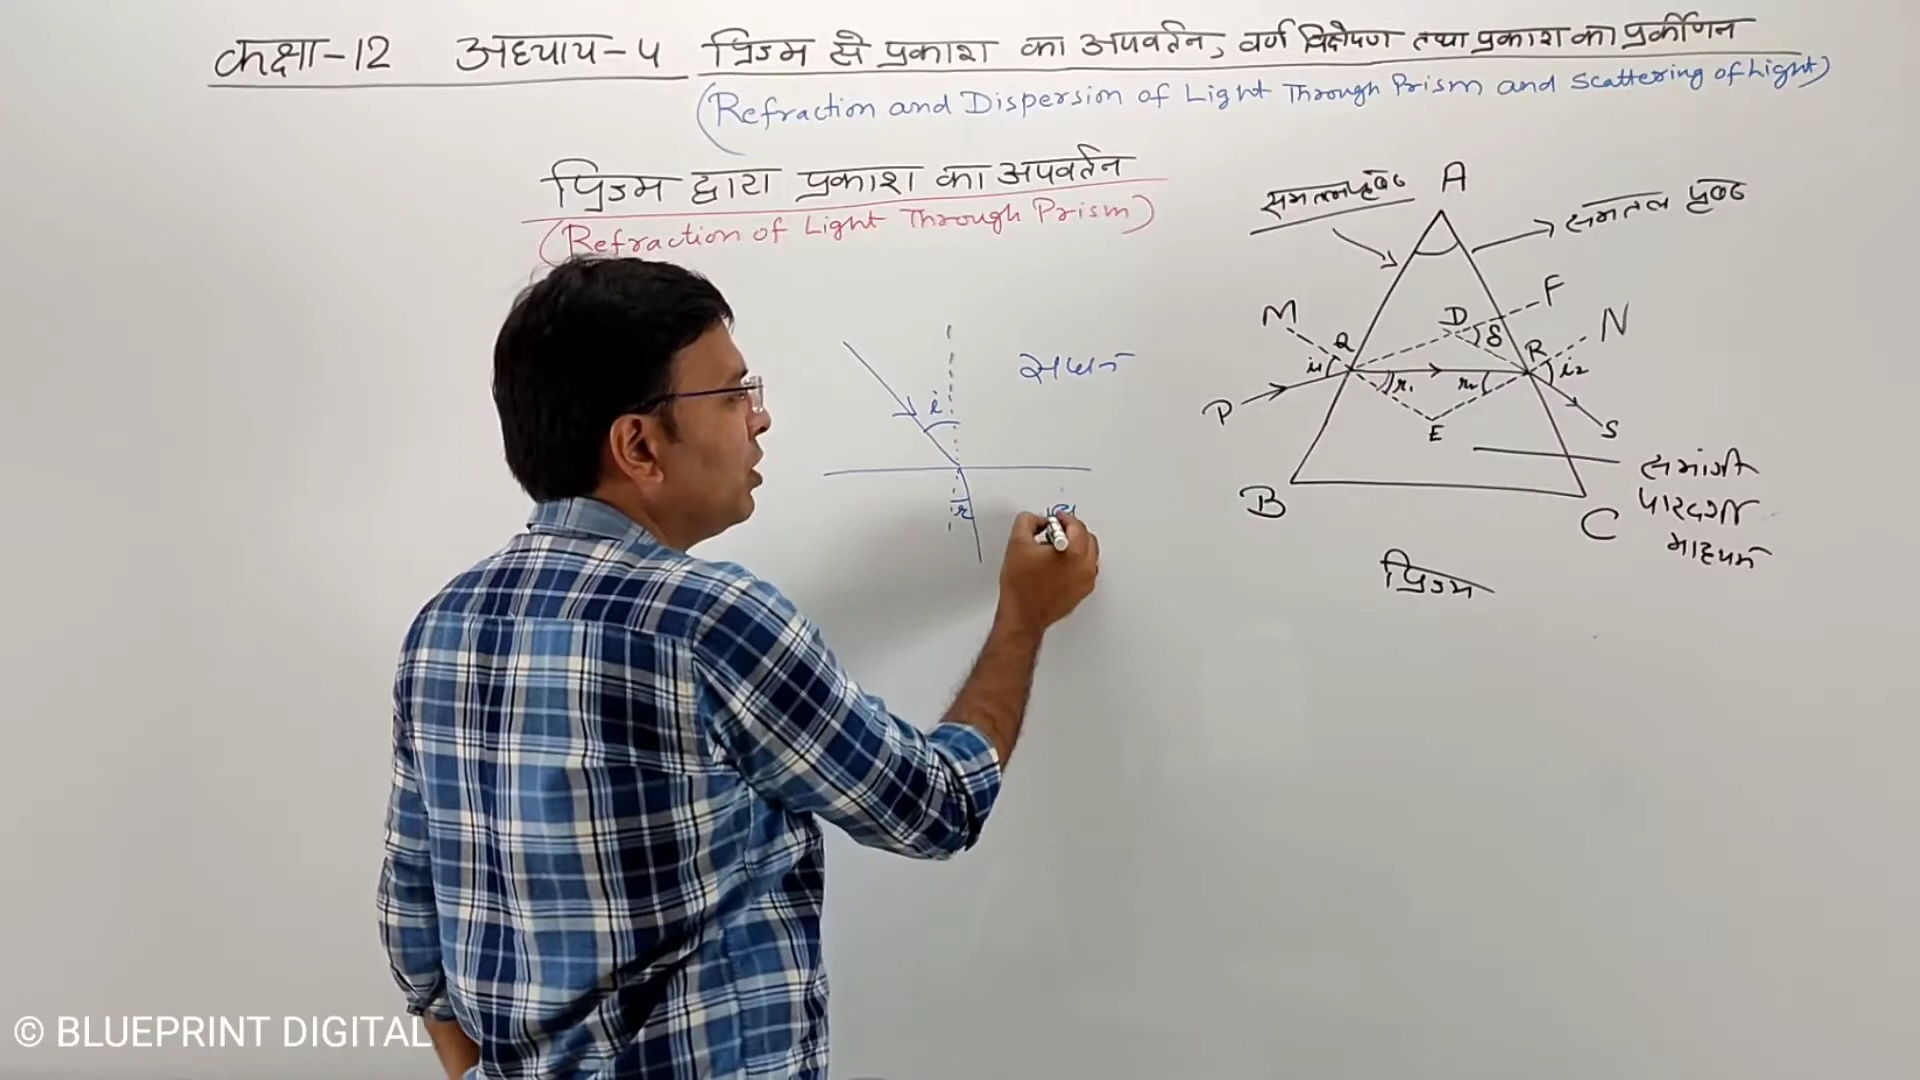 कक्षा-12 अध्याय-५ प्रिज्म से प्रकाश का अपवर्तन, वर्ण विक्षेपण तथा प्रकाश का प्रकीर्णन
(Refraction and Dispersion of Light Through Prism and Scattering of Light)
प्रिज्म द्वारा प्रकाश का अपवर्तन
(Refraction of Light Through Prism)
i
r
A
समतल पृष्ठ
समतल पृष्ठ
M
Q
D
F
δ
R
N
i₁
r₁
r₂
i₂
P
E
S
B
C
समांगी
पारदर्शी
माध्यम
प्रिज्म
© BLUEPRINT DIGITAL